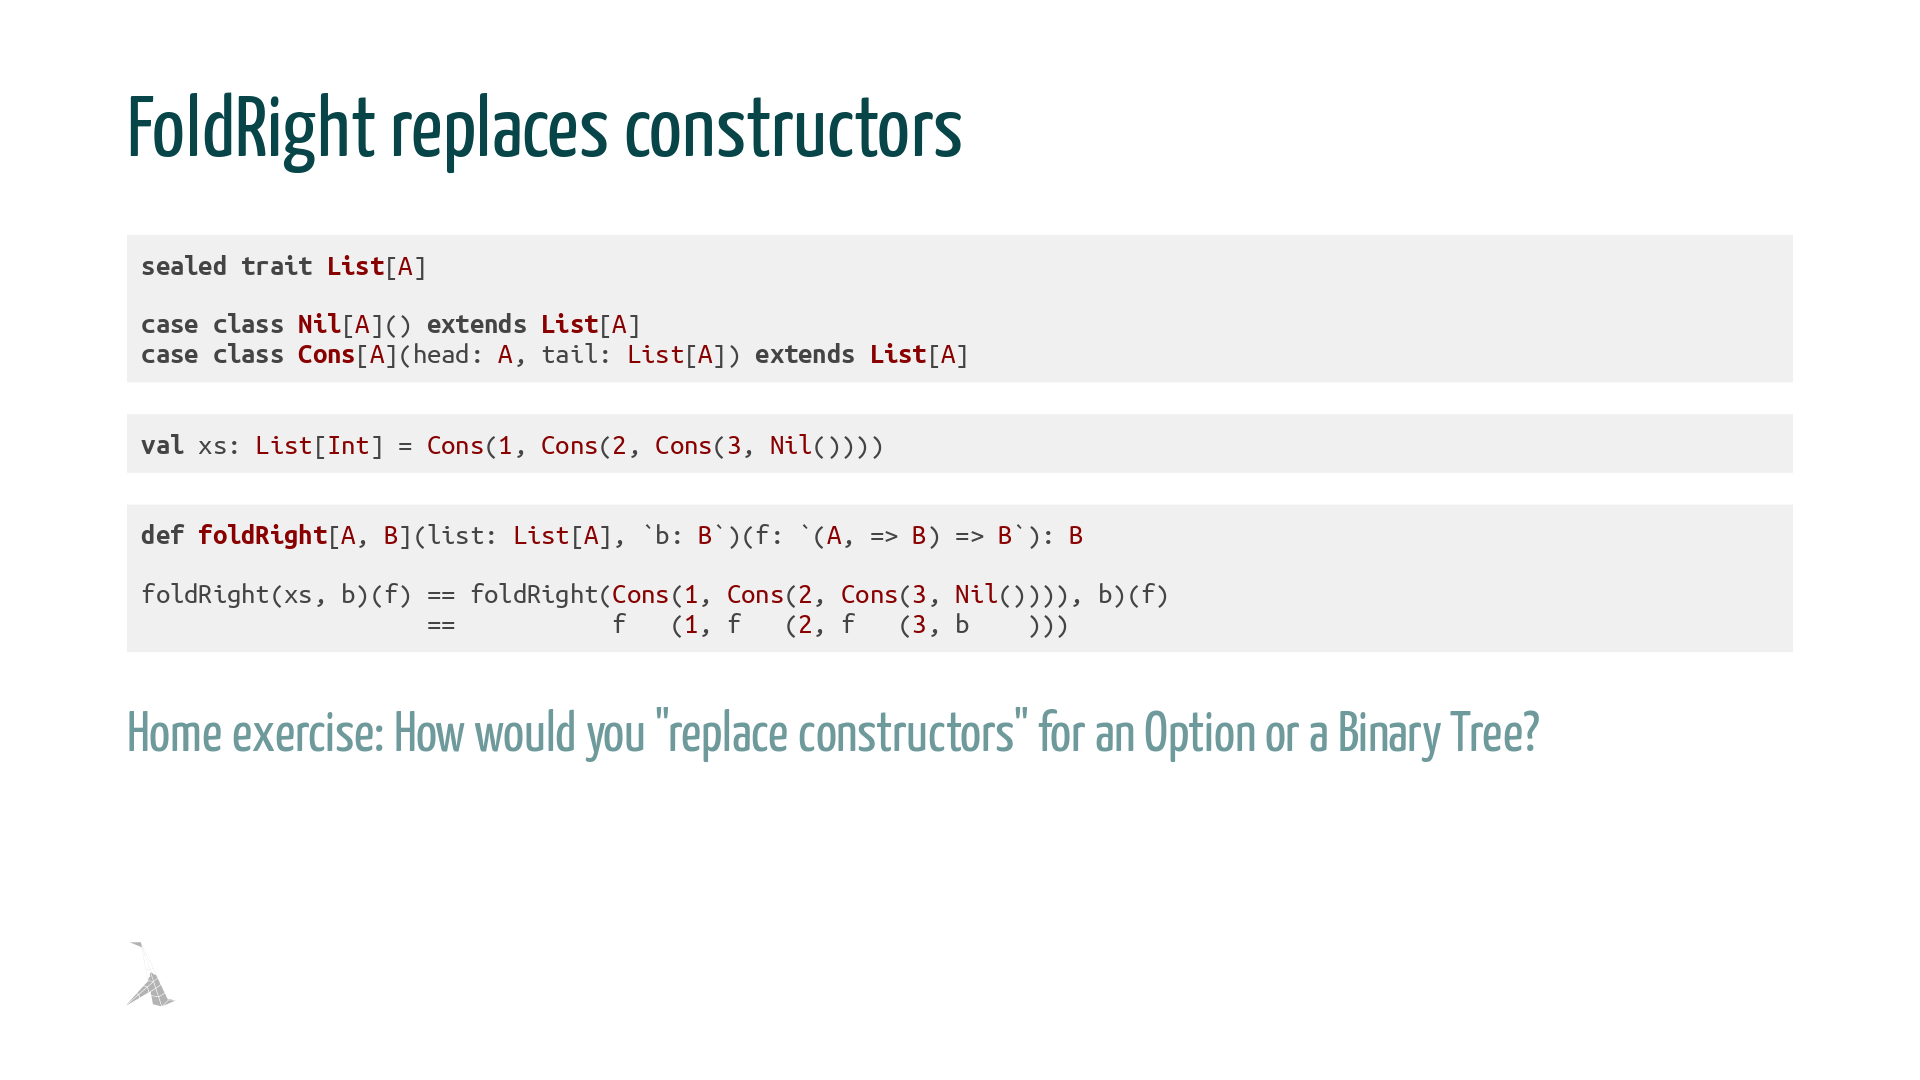 FoldRight replaces constructors
sealed trait List[A]
case class Nil[A]() extends List[A]
case class Cons[A](head: A, tail: List[A]) extends List[A]
val xs: List[Int] = Cons(1, Cons(2, Cons(3, Nil())))
def foldRight[A, B](list: List[A], `b: B`)(f: `(A, => B) => B`): B
foldRight(xs, b)(f) == foldRight(Cons(1, Cons(2, Cons(3, Nil()))), b)(f)
                    ==           f   (1, f   (2, f   (3, b    )))
Home exercise: How would you "replace constructors" for an Option or a Binary Tree?